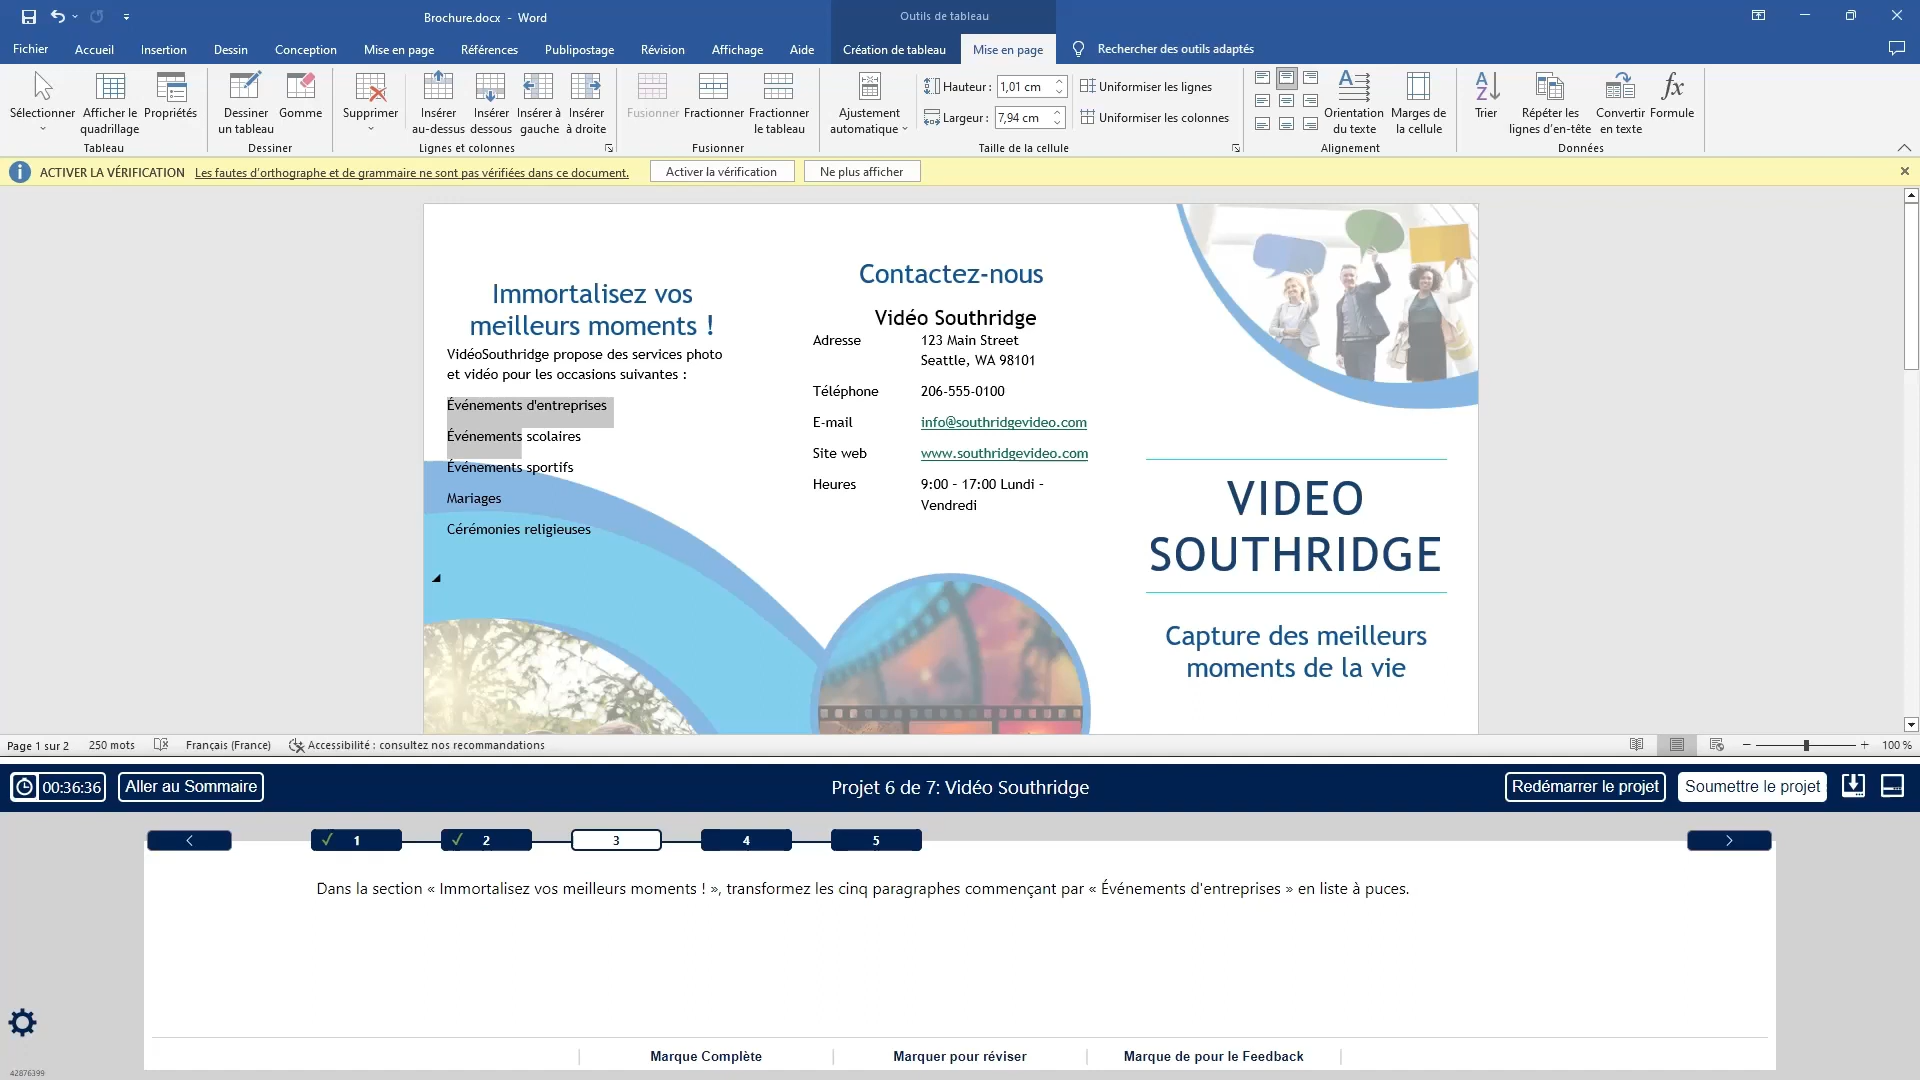 Brochure.docx - Word
Outils de tableau
Fichier Accueil Insertion Dessin Conception Mise en page Références Publipostage Révision Affichage Aide Création de tableau Mise en page Rechercher des outils adaptés
Sélectionner
Afficher le quadrillage
Propriétés
Tableau
Dessiner un tableau
Gomme
Dessiner
Supprimer
Insérer au-dessus
Insérer dessous
Insérer à gauche
Insérer à droite
Lignes et colonnes
Fusionner
Fractionner
Fractionner le tableau
Fusionner
Ajustement automatique
Hauteur : 1,01 cm
Largeur : 7,94 cm
Uniformiser les lignes
Uniformiser les colonnes
Taille de la cellule
Orientation du texte
Marges de la cellule
Alignement
Trier
Répéter les lignes d'en-tête
Convertir en texte
Formule
Données
ACTIVER LA VÉRIFICATION Les fautes d'orthographe et de grammaire ne sont pas vérifiées dans ce document. Activer la vérification Ne plus afficher
Immortalisez vos
meilleurs moments !
VidéoSouthridge propose des services photo
et vidéo pour les occasions suivantes :
Événements d'entreprises
Événements scolaires
Événements sportifs
Mariages
Cérémonies religieuses
Contactez-nous
Vidéo Southridge
Adresse 123 Main Street
Seattle, WA 98101
Téléphone 206-555-0100
E-mail info@southridgevideo.com
Site web www.southridgevideo.com
Heures 9:00 - 17:00 Lundi -
Vendredi
VIDEO
SOUTHRIDGE
Capture des meilleurs
moments de la vie
Page 1 sur 2 250 mots Français (France) Accessibilité : consultez nos recommandations 100 %
00:36:36 Aller au Sommaire Projet 6 de 7: Vidéo Southridge Redémarrer le projet Soumettre le projet
1 2 3 4 5
Dans la section « Immortalisez vos meilleurs moments ! », transformez les cinq paragraphes commençant par « Événements d'entreprises » en liste à puces.
Marque Complète Marquer pour réviser Marque de pour le Feedback
42876399